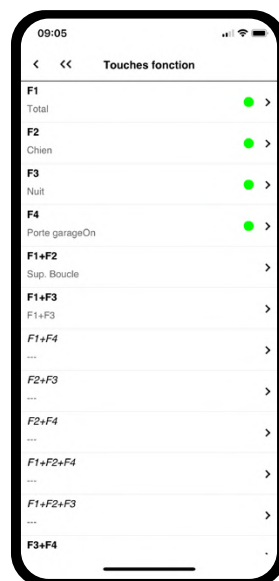 09:05
< << Touches fonction
F1
Total
F2
Chien
F3
Nuit
F4
Porte garageOn
F1+F2
Sup. Boucle
F1+F3
F1+F3
F1+F4
---
F2+F3
---
F2+F4
---
F1+F2+F4
---
F1+F2+F3
---
F3+F4